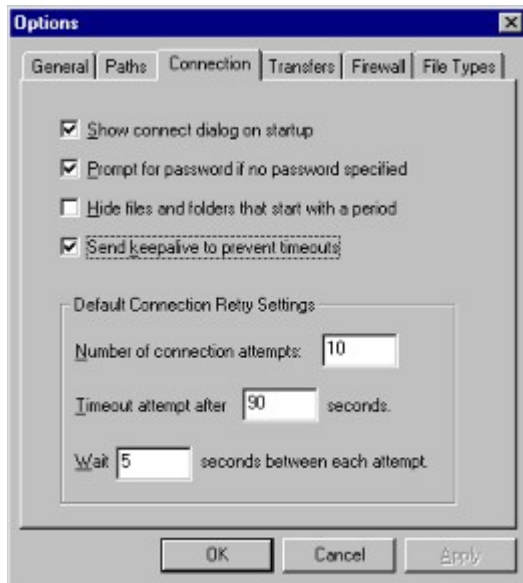 Options
General Paths Connection Transfers Firewall File Types
Show connect dialog on startup
Prompt for password if no password specified
Hide files and folders that start with a period
Send keepalive to prevent timeouts
Default Connection Retry Settings
Number of connection attempts: 10
Timeout attempt after 90 seconds.
Wait 5 seconds between each attempt.
OK Cancel Apply